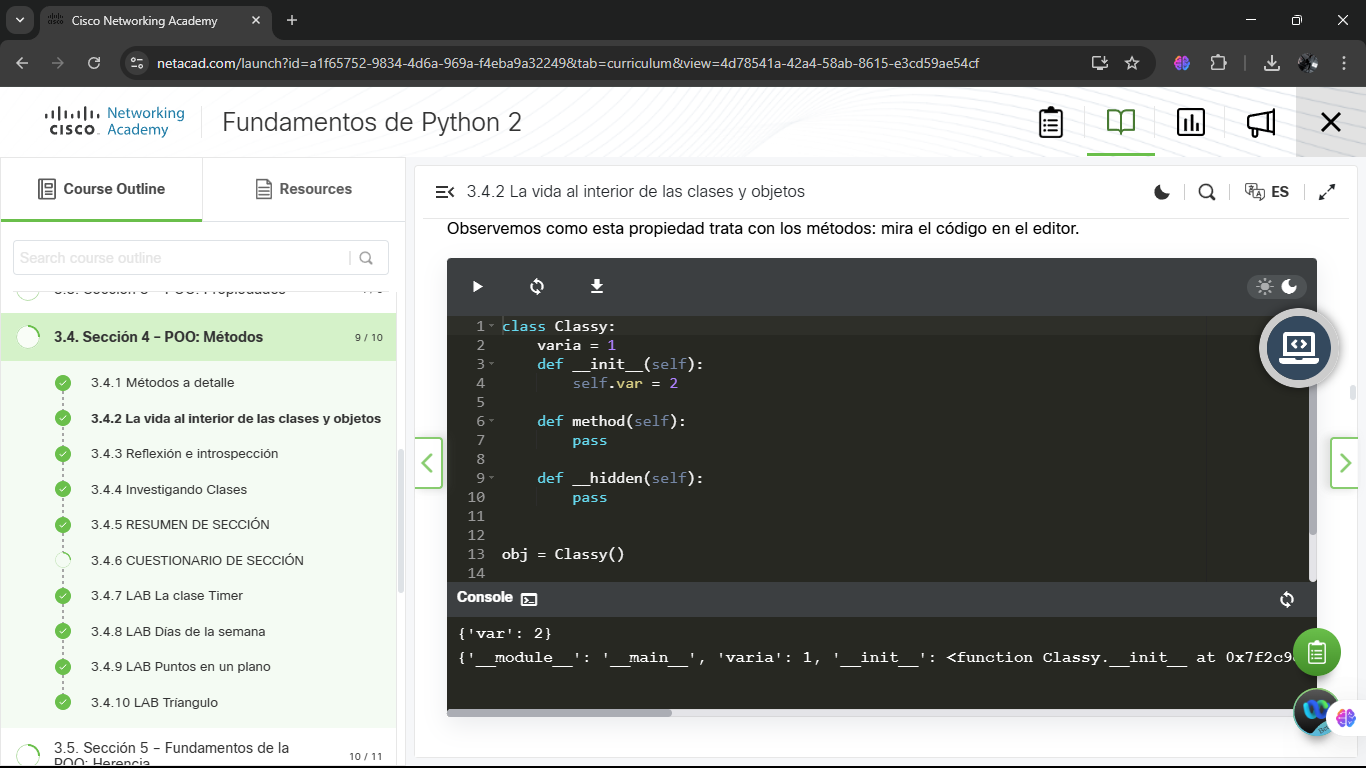 Cisco Networking Academy
netacad.com/launch?id=a1f65752-9834-4d6a-969a-f4eba9a32249&tab=curriculum&view=4d78541a-42a4-58ab-8615-e3cd59ae54cf
Networking
CISCO Academy
Fundamentos de Python 2
Course Outline
Resources
3.4.2 La vida al interior de las clases y objetos
ES
Search course outline
3.4. Sección 4 – POO: Métodos
9 / 10
3.4.1 Métodos a detalle
3.4.2 La vida al interior de las clases y objetos
3.4.3 Reflexión e introspección
3.4.4 Investigando Clases
3.4.5 RESUMEN DE SECCIÓN
3.4.6 CUESTIONARIO DE SECCIÓN
3.4.7 LAB La clase Timer
3.4.8 LAB Días de la semana
3.4.9 LAB Puntos en un plano
3.4.10 LAB Tríangulo
3.5. Sección 5 – Fundamentos de la
POO: Herencia
10 / 11
Observemos como esta propiedad trata con los métodos: mira el código en el editor.
1 class Classy:
2     varia = 1
3     def __init__(self):
4         self.var = 2
5
6     def method(self):
7         pass
8
9     def __hidden(self):
10         pass
11
12
13 obj = Classy()
14
Console
{'var': 2}
{'__module__': '__main__', 'varia': 1, '__init__': <function Classy.__init__ at 0x7f2c9